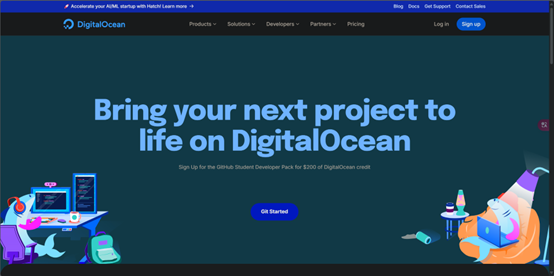 🚀 Accelerate your AI/ML startup with Hatch! Learn more →
Blog Docs Get Support Contact Sales
DigitalOcean
Products Solutions Developers Partners Pricing
Log in Sign up
Bring your next project to
life on DigitalOcean
Sign Up for the GitHub Student Developer Pack for $200 of DigitalOcean credit
Git Started